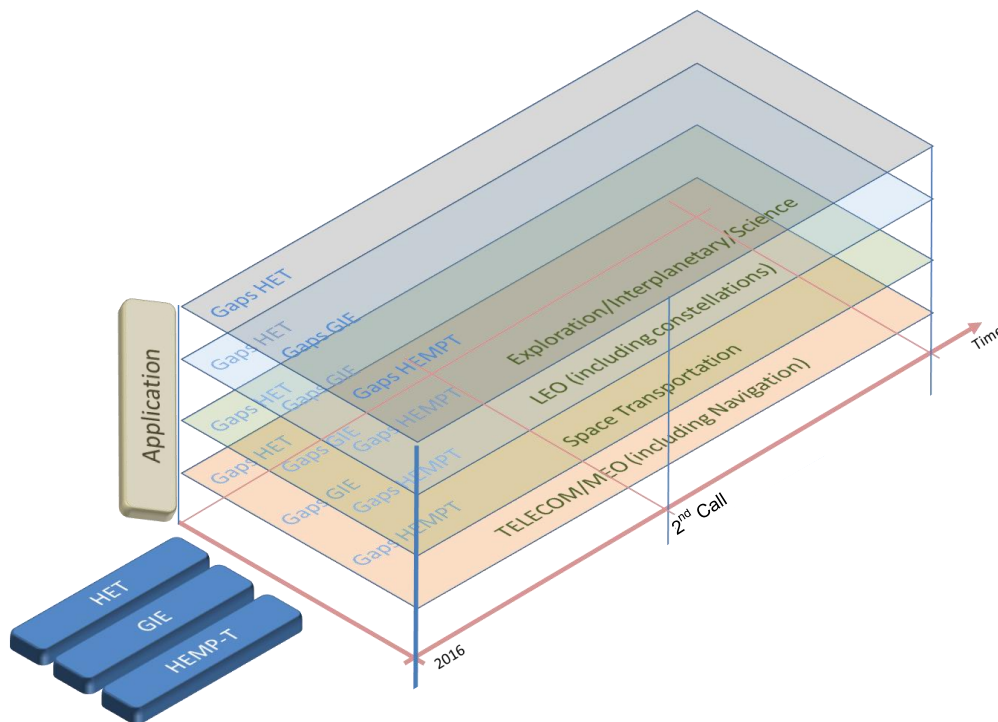 Gaps HET
Gaps GIE
Gaps HEMPT
Exploration/Interplanetary/Science
Gaps HET
Gaps GIE
Gaps HEMPT
LEO (including constellations)
Gaps HET
Gaps GIE
Gaps HEMPT
Space Transportation
Gaps HET
Gaps GIE
Gaps HEMPT
TELECOM/MEO (including Navigation)
Application
HET
GIE
HEMP-T
2016
2nd Call
Time